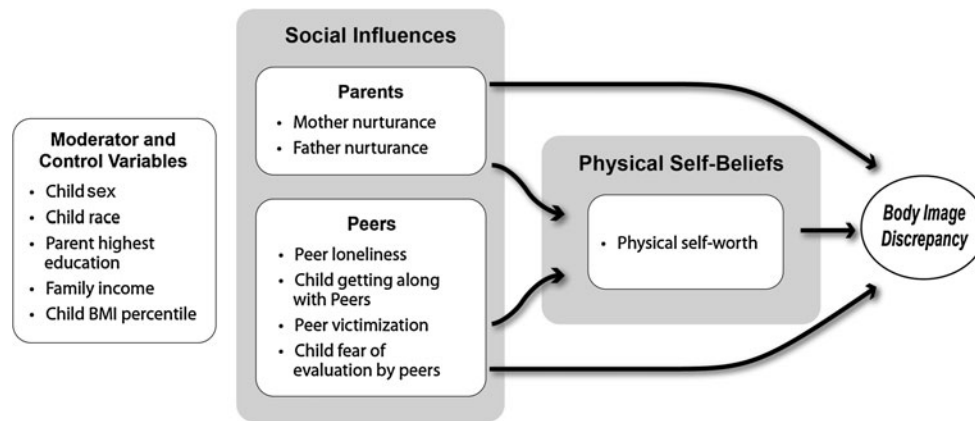 Social Influences
Parents
• Mother nurturance
• Father nurturance
Moderator and
Control Variables
• Child sex
• Child race
• Parent highest
education
• Family income
• Child BMI percentile
Peers
• Peer loneliness
• Child getting along
with Peers
• Peer victimization
• Child fear of
evaluation by peers
Physical Self-Beliefs
• Physical self-worth
Body Image
Discrepancy